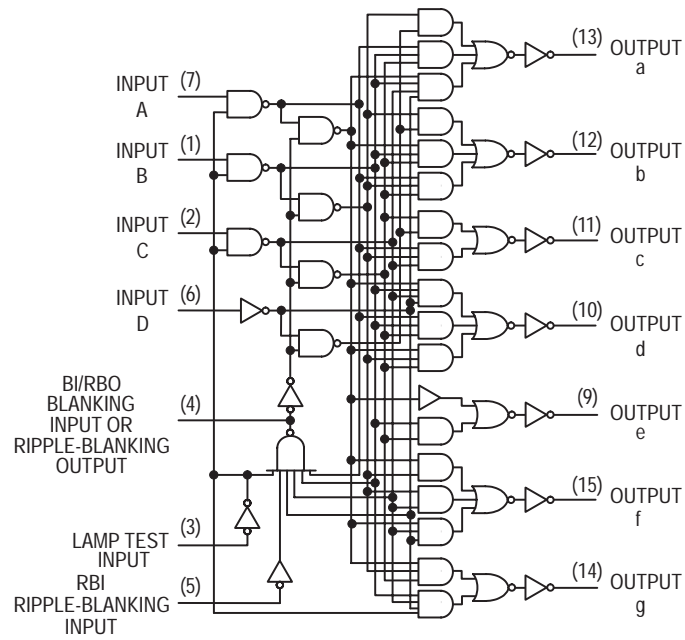 (13) OUTPUT
a
INPUT (7)
A
INPUT (1)
B
(12) OUTPUT
b
INPUT (2)
C
(11) OUTPUT
c
INPUT (6)
D
(10) OUTPUT
d
BI/RBO
BLANKING
INPUT OR (4)
RIPPLE-BLANKING
OUTPUT
(9) OUTPUT
e
(15) OUTPUT
f
LAMP TEST (3)
INPUT
RBI (5)
RIPPLE-BLANKING
INPUT
(14) OUTPUT
g